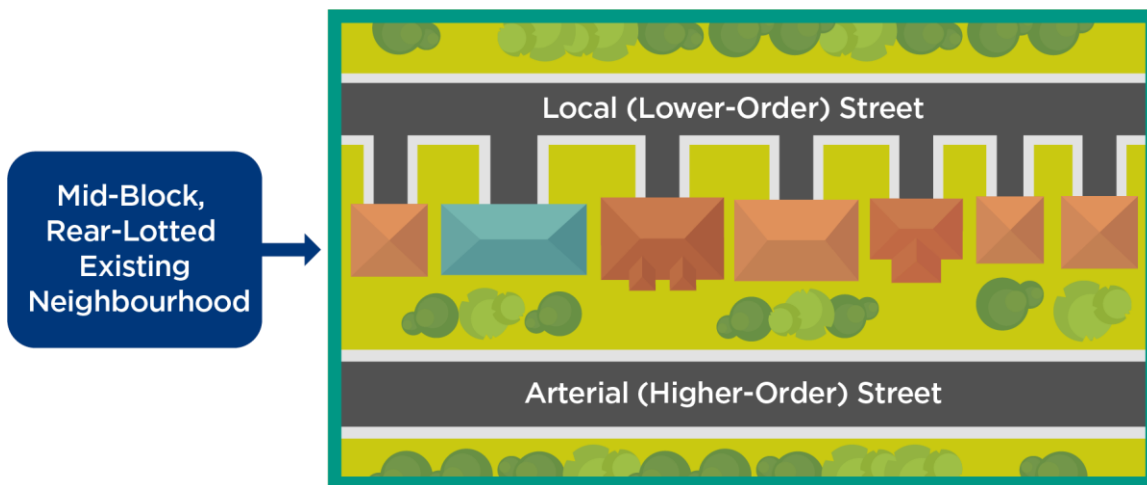 Mid-Block,
Rear-Lotted
Existing
Neighbourhood
Local (Lower-Order) Street
Arterial (Higher-Order) Street